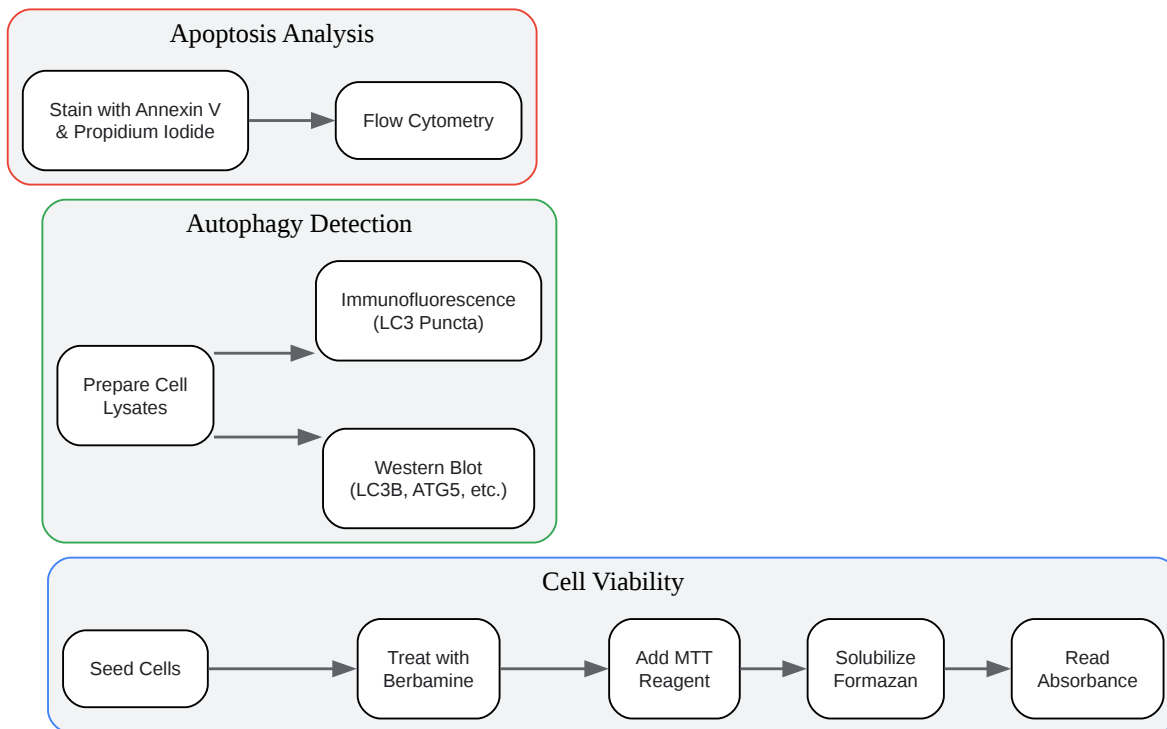 Apoptosis Analysis
Stain with Annexin V
& Propidium Iodide
Flow Cytometry
Autophagy Detection
Immunofluorescence
(LC3 Puncta)
Prepare Cell
Lysates
Western Blot
(LC3B, ATG5, etc.)
Cell Viability
Seed Cells
Treat with
Berbamine
Add MTT
Reagent
Solubilize
Formazan
Read
Absorbance